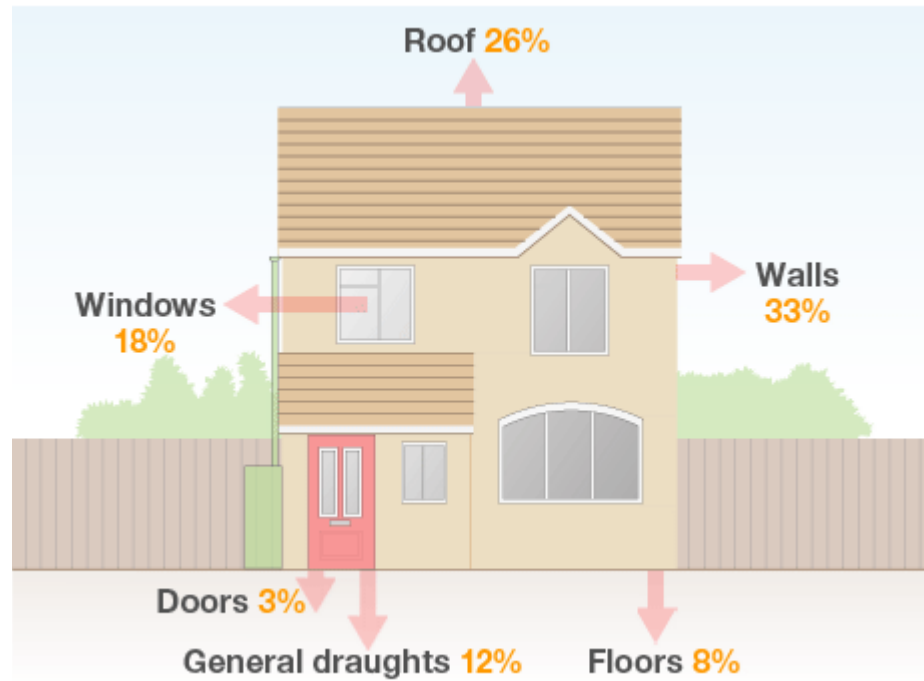 Roof 26%
Walls
33%
Windows
18%
Doors 3%
General draughts 12%
Floors 8%